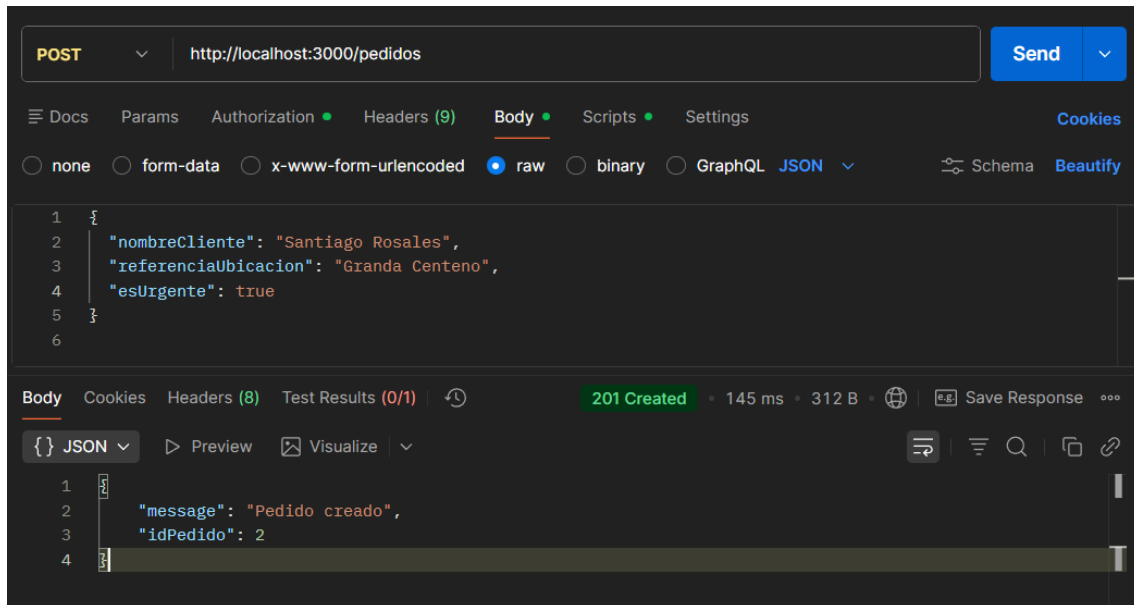 POST http://localhost:3000/pedidos Send
Docs Params Authorization Headers (9) Body Scripts Settings Cookies
none form-data x-www-form-urlencoded raw binary GraphQL JSON Schema Beautify
1 {
2 "nombreCliente": "Santiago Rosales",
3 "referenciaUbicacion": "Granda Centeno",
4 "esUrgente": true
5 }
6
Body Cookies Headers (8) Test Results (0/1) 201 Created 145 ms 312 B e.g. Save Response
{} JSON Preview Visualize
1 {
2 "message": "Pedido creado",
3 "idPedido": 2
4 }